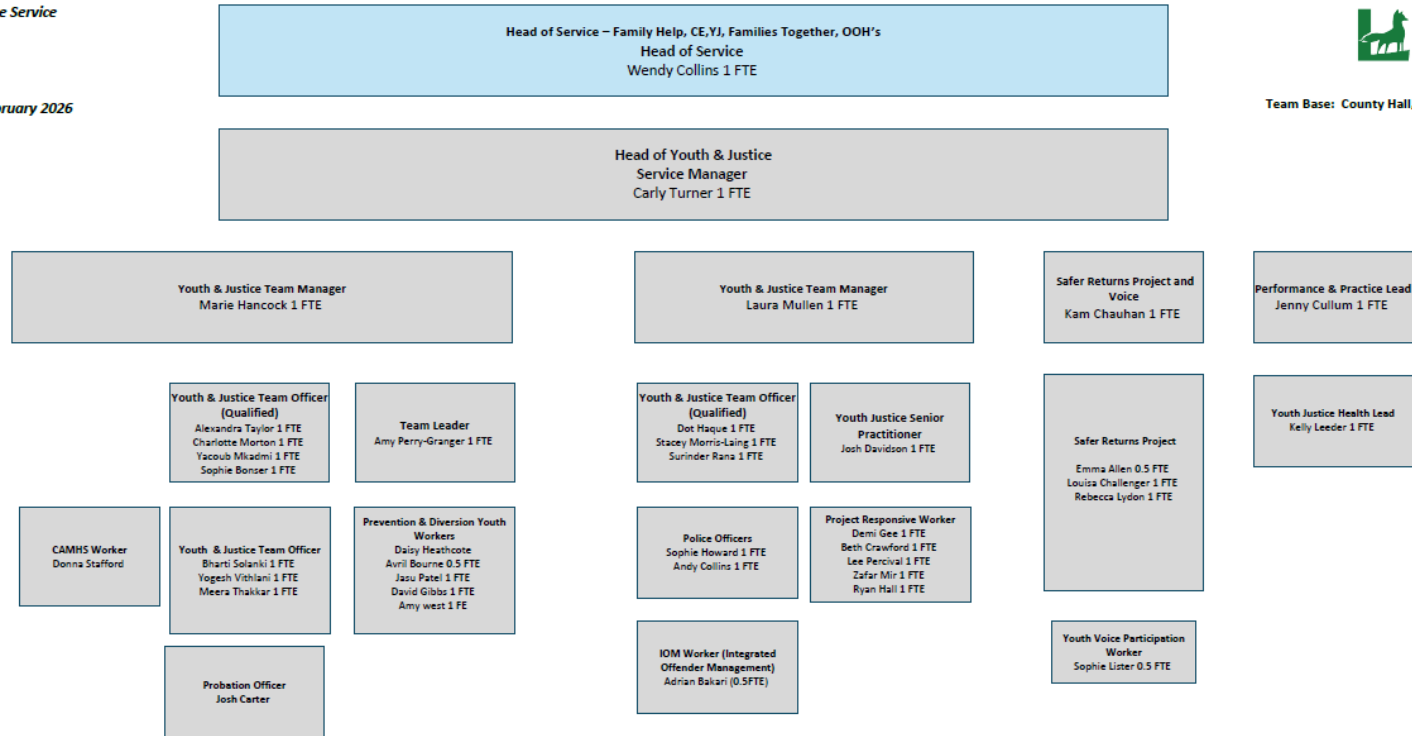 e Service
Head of Service – Family Help, CE,YJ, Families Together, OOH's
Head of Service
Wendy Collins 1 FTE
ruary 2026
Team Base: County Hall,
Head of Youth & Justice
Service Manager
Carly Turner 1 FTE
Youth & Justice Team Manager
Marie Hancock 1 FTE
Youth & Justice Team Manager
Laura Mullen 1 FTE
Safer Returns Project and
Voice
Kam Chauhan 1 FTE
Performance & Practice Lead
Jenny Cullum 1 FTE
Youth & Justice Team Officer
(Qualified)
Alexandra Taylor 1 FTE
Charlotte Morton 1 FTE
Yacoub Mkadmi 1 FTE
Sophie Bonser 1 FTE
Team Leader
Amy Perry-Granger 1 FTE
Youth & Justice Team Officer
(Qualified)
Dot Haque 1 FTE
Stacey Morris-Laing 1 FTE
Surinder Rana 1 FTE
Youth Justice Senior
Practitioner
Josh Davidson 1 FTE
Safer Returns Project
Emma Allen 0.5 FTE
Louisa Challenger 1 FTE
Rebecca Lydon 1 FTE
Youth Justice Health Lead
Kelly Leeder 1 FTE
CAMHS Worker
Donna Stafford
Youth & Justice Team Officer
Bharti Solanki 1 FTE
Yogesh Vithlani 1 FTE
Meera Thakkar 1 FTE
Prevention & Diversion Youth
Workers
Daisy Heathcote
Avril Bourne 0.5 FTE
Jasu Patel 1 FTE
David Gibbs 1 FTE
Amy west 1 FE
Police Officers
Sophie Howard 1 FTE
Andy Collins 1 FTE
Project Responsive Worker
Demi Gee 1 FTE
Beth Crawford 1 FTE
Lee Percival 1 FTE
Zafar Mir 1 FTE
Ryan Hall 1 FTE
Probation Officer
Josh Carter
IOM Worker (Integrated
Offender Management)
Adrian Bakari (0.5FTE)
Youth Voice Participation
Worker
Sophie Lister 0.5 FTE